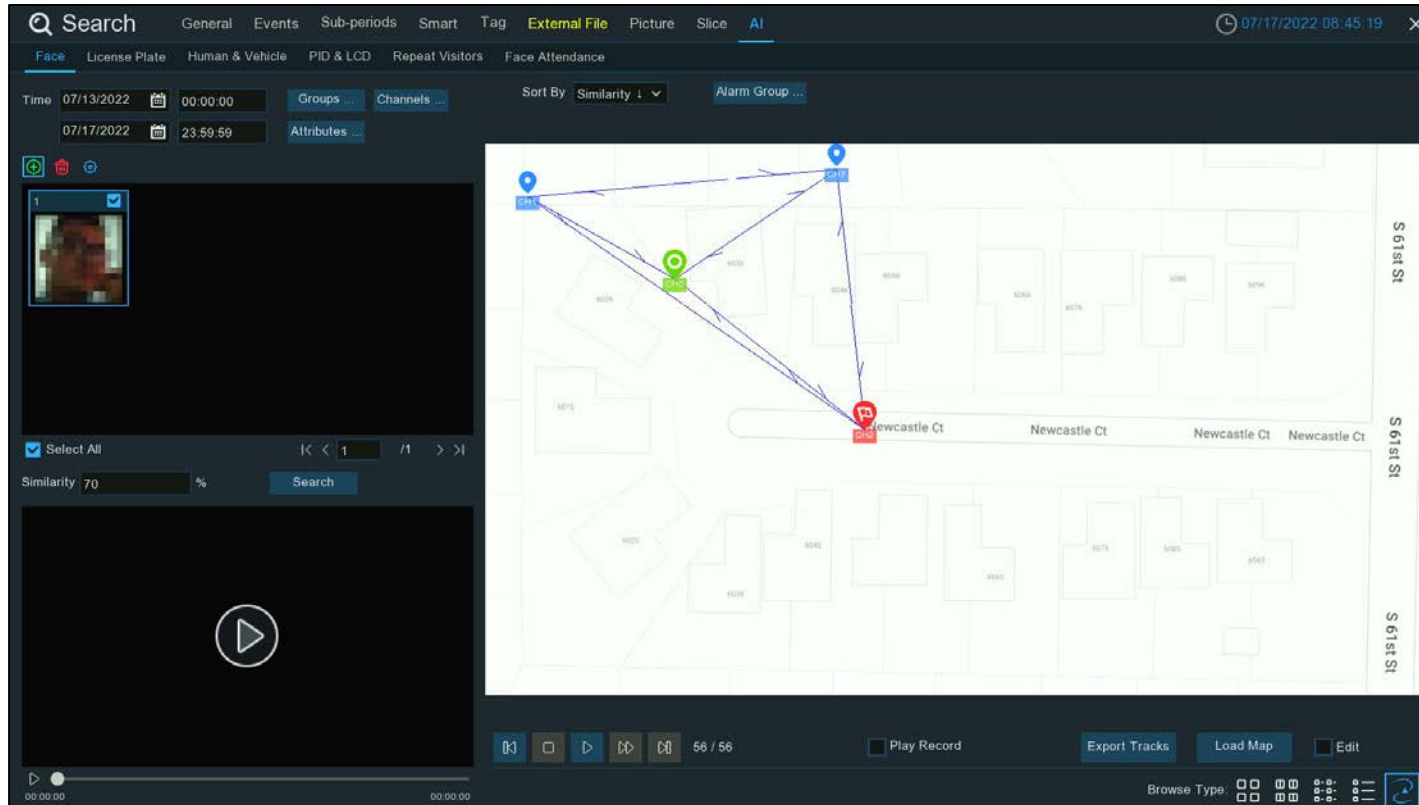 Search General Events Sub-periods Smart Tag External File Picture Slice AI 07/17/2022 08:45:19
Face License Plate Human & Vehicle PID & LCD Repeat Visitors Face Attendance
Time 07/13/2022 00:00:00 Groups ... Channels ...
07/17/2022 23:59:59 Attributes ...
Sort By Similarity ↓ Alarm Group ...
1
CH1
CH7
CH2
S 61st St
S 61st St
S 61st St
Newcastle Ct Newcastle Ct Newcastle Ct Newcastle Ct
Select All 1 /1
Similarity 70 % Search
56 / 56 Play Record Export Tracks Load Map Edit
00:00:00 00:00:00
Browse Type: